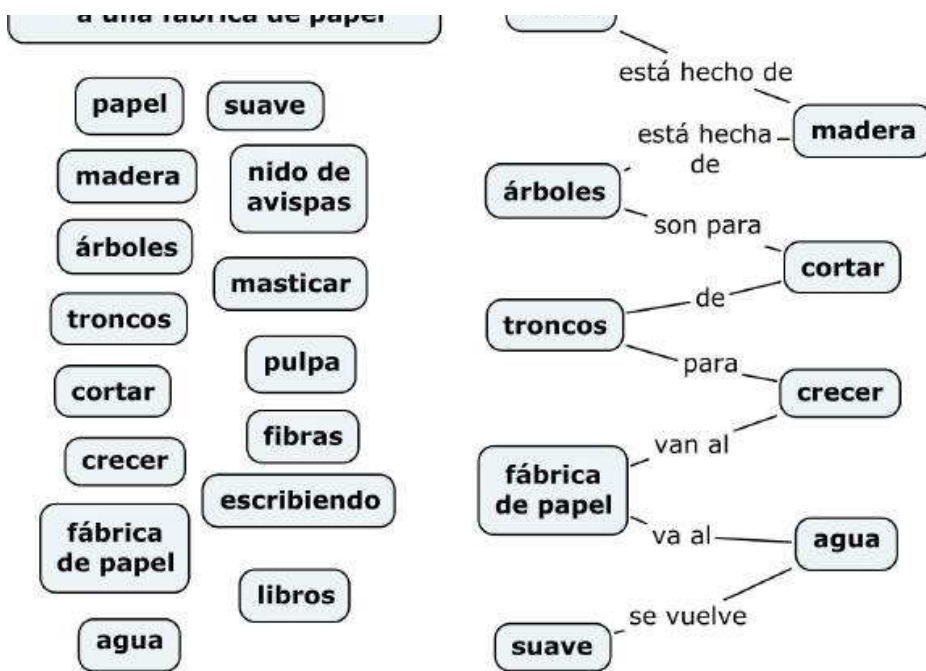 a una fábrica de papel
papel
suave
madera
nido de
avispas
árboles
masticar
troncos
pulpa
cortar
fibras
crecer
escribiendo
fábrica
de papel
libros
agua
está hecho de
madera
está hecha
de
árboles
son para
cortar
de
troncos
para
crecer
van al
fábrica
de papel
va al
agua
se vuelve
suave